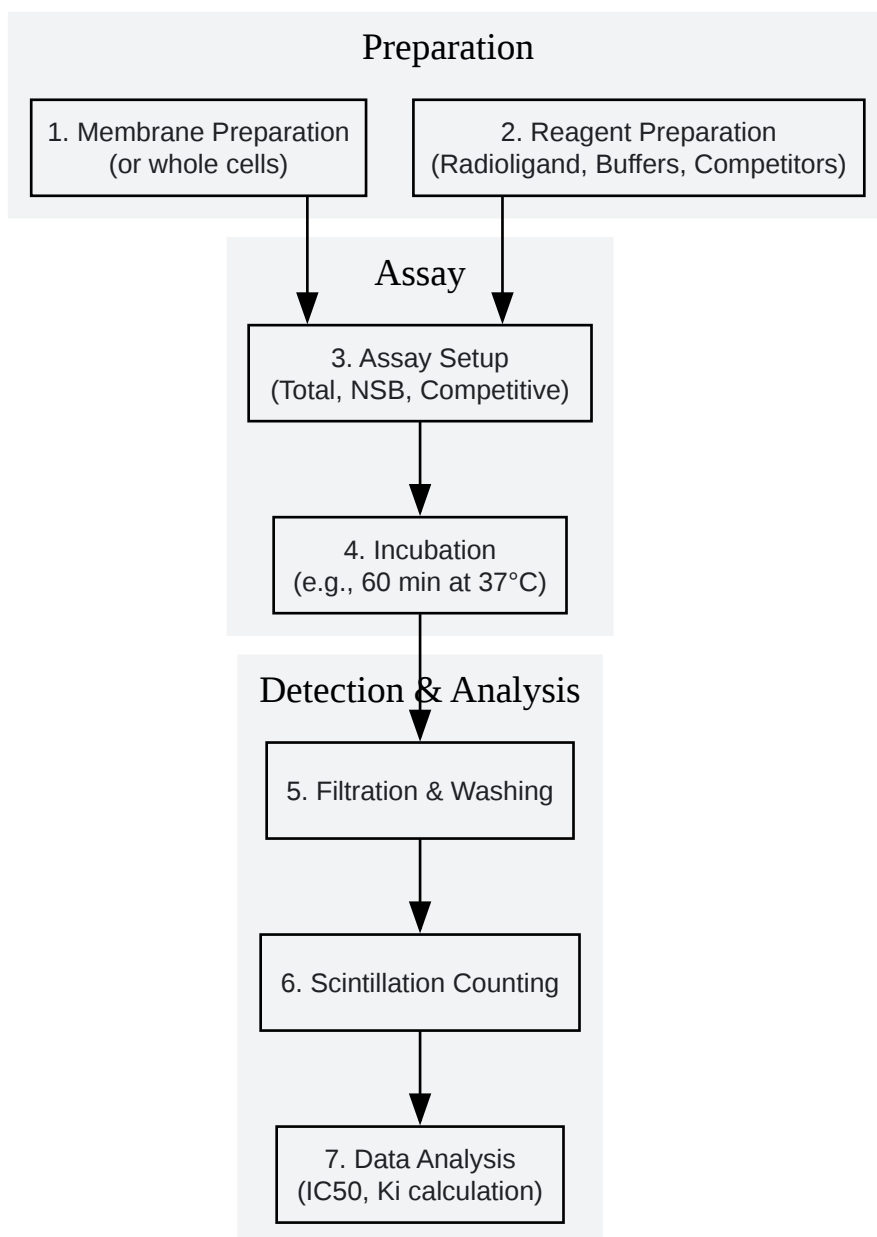 Preparation
1. Membrane Preparation
(or whole cells)
2. Reagent Preparation
(Radioligand, Buffers, Competitors)
Assay
3. Assay Setup
(Total, NSB, Competitive)
4. Incubation
(e.g., 60 min at 37°C)
Detection & Analysis
5. Filtration & Washing
6. Scintillation Counting
7. Data Analysis
(IC50, Ki calculation)